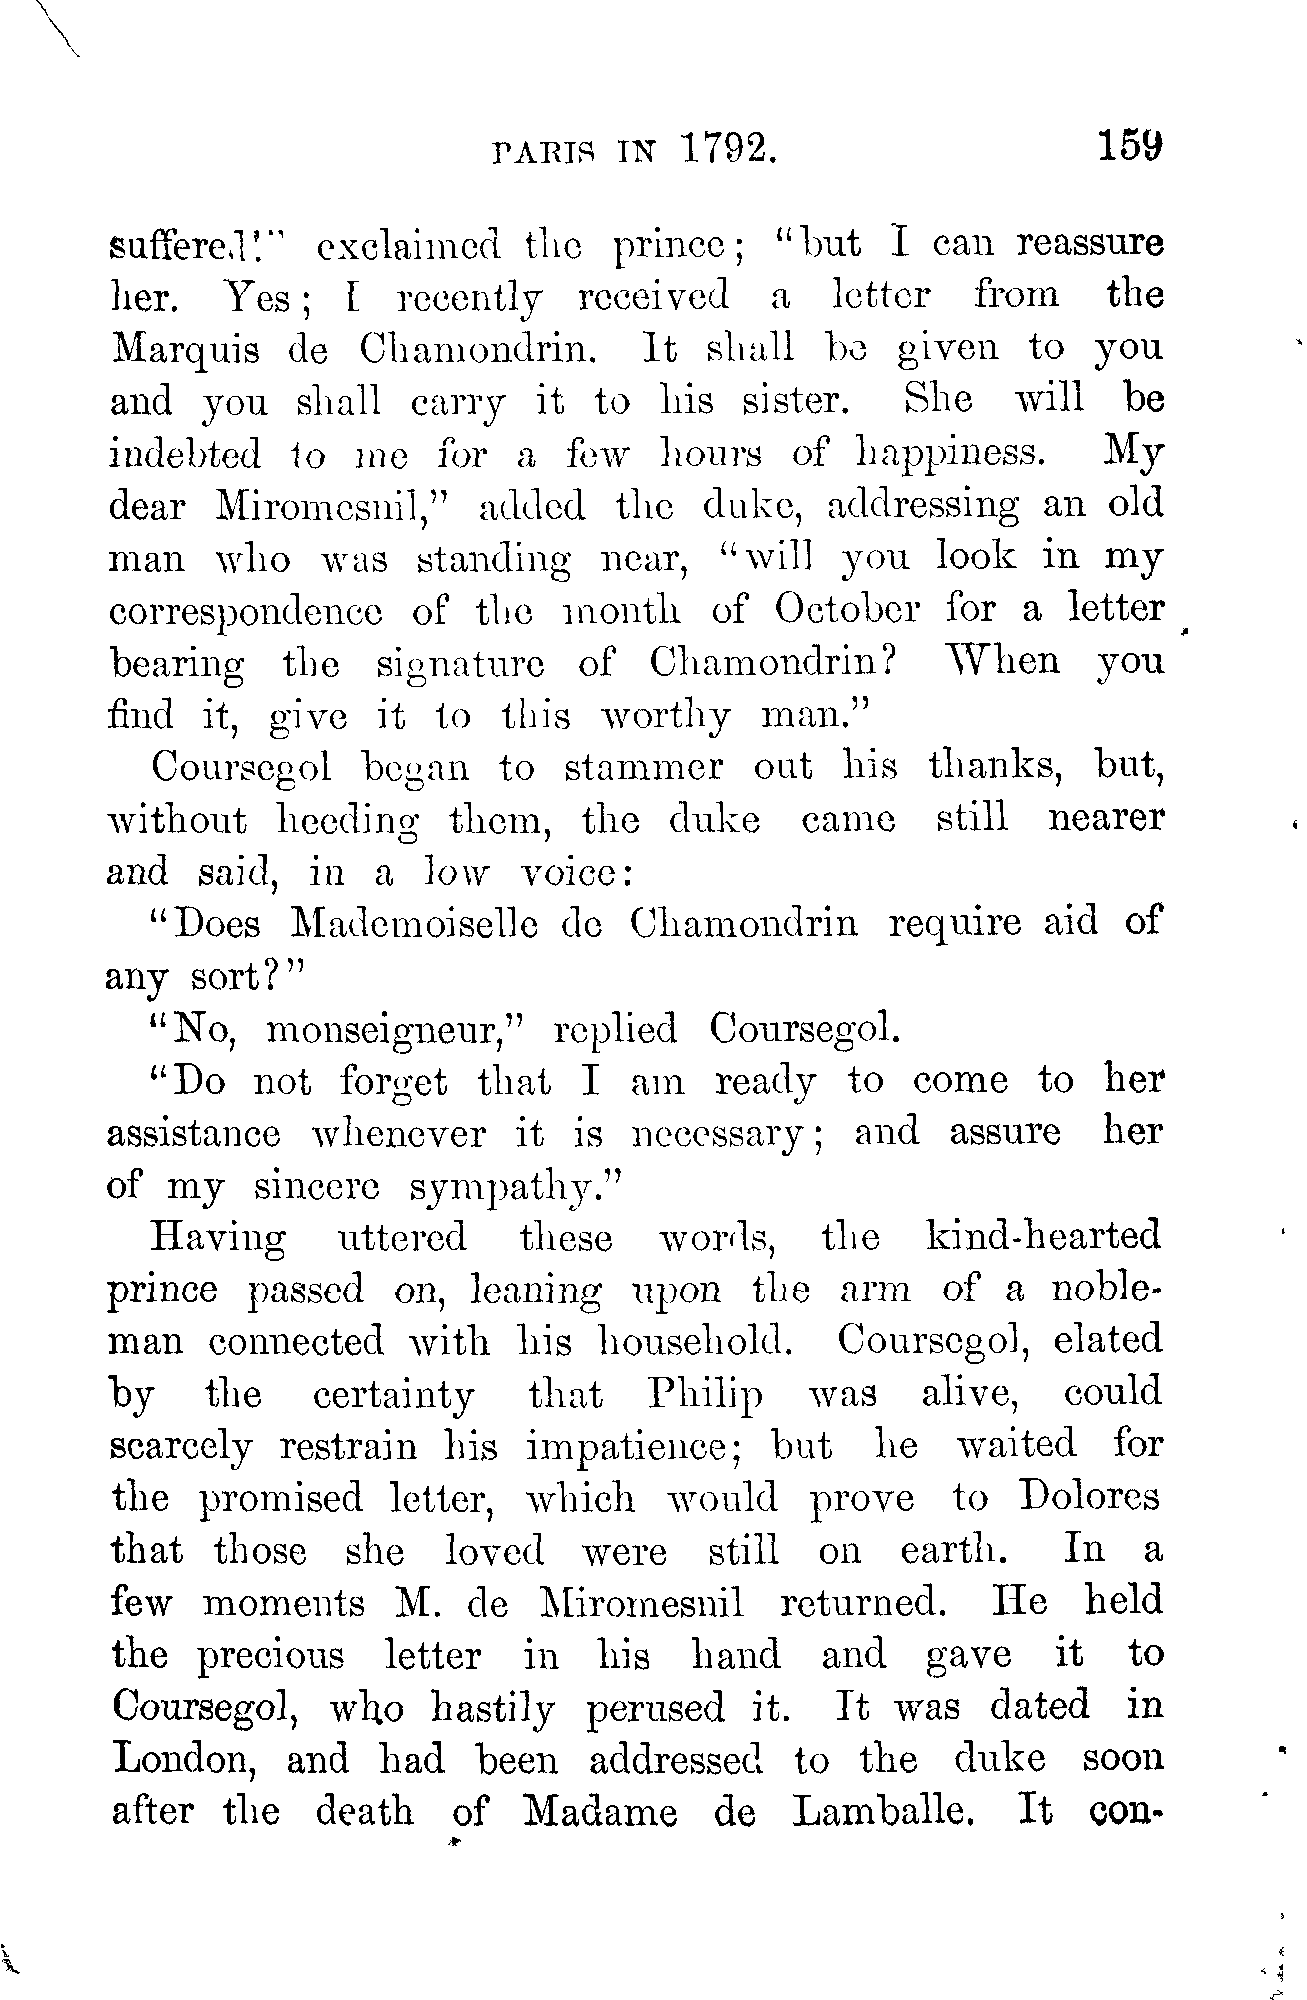 PARIS IN 1792. 159
suffered!" exclaimed the prince; "but I can reassure
her. Yes; I recently received a letter from the
Marquis de Chamondrin. It shall be given to you
and you shall carry it to his sister. She will be
indebted to me for a few hours of happiness. My
dear Miromesnil," added the duke, addressing an old
man who was standing near, "will you look in my
correspondence of the month of October for a letter
bearing the signature of Chamondrin? When you
find it, give it to this worthy man."
Coursegol began to stammer out his thanks, but,
without heeding them, the duke came still nearer
and said, in a low voice:
"Does Mademoiselle de Chamondrin require aid of
any sort?"
"No, monseigneur," replied Coursegol.
"Do not forget that I am ready to come to her
assistance whenever it is necessary; and assure her
of my sincere sympathy."
Having uttered these words, the kind-hearted
prince passed on, leaning upon the arm of a noble-
man connected with his household. Coursegol, elated
by the certainty that Philip was alive, could
scarcely restrain his impatience; but he waited for
the promised letter, which would prove to Dolores
that those she loved were still on earth. In a
few moments M. de Miromesnil returned. He held
the precious letter in his hand and gave it to
Coursegol, who hastily perused it. It was dated in
London, and had been addressed to the duke soon
after the death of Madame de Lamballe. It con-